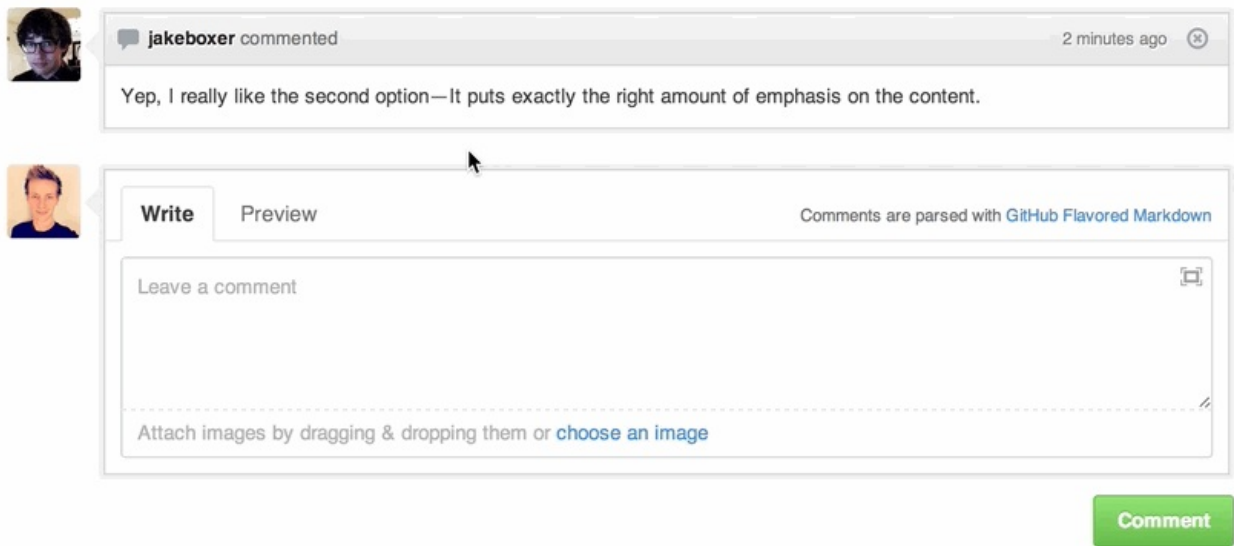 jakeboxer commented 2 minutes ago
Yep, I really like the second option—It puts exactly the right amount of emphasis on the content.
Write Preview Comments are parsed with GitHub Flavored Markdown
Leave a comment
Attach images by dragging & dropping them or choose an image
Comment